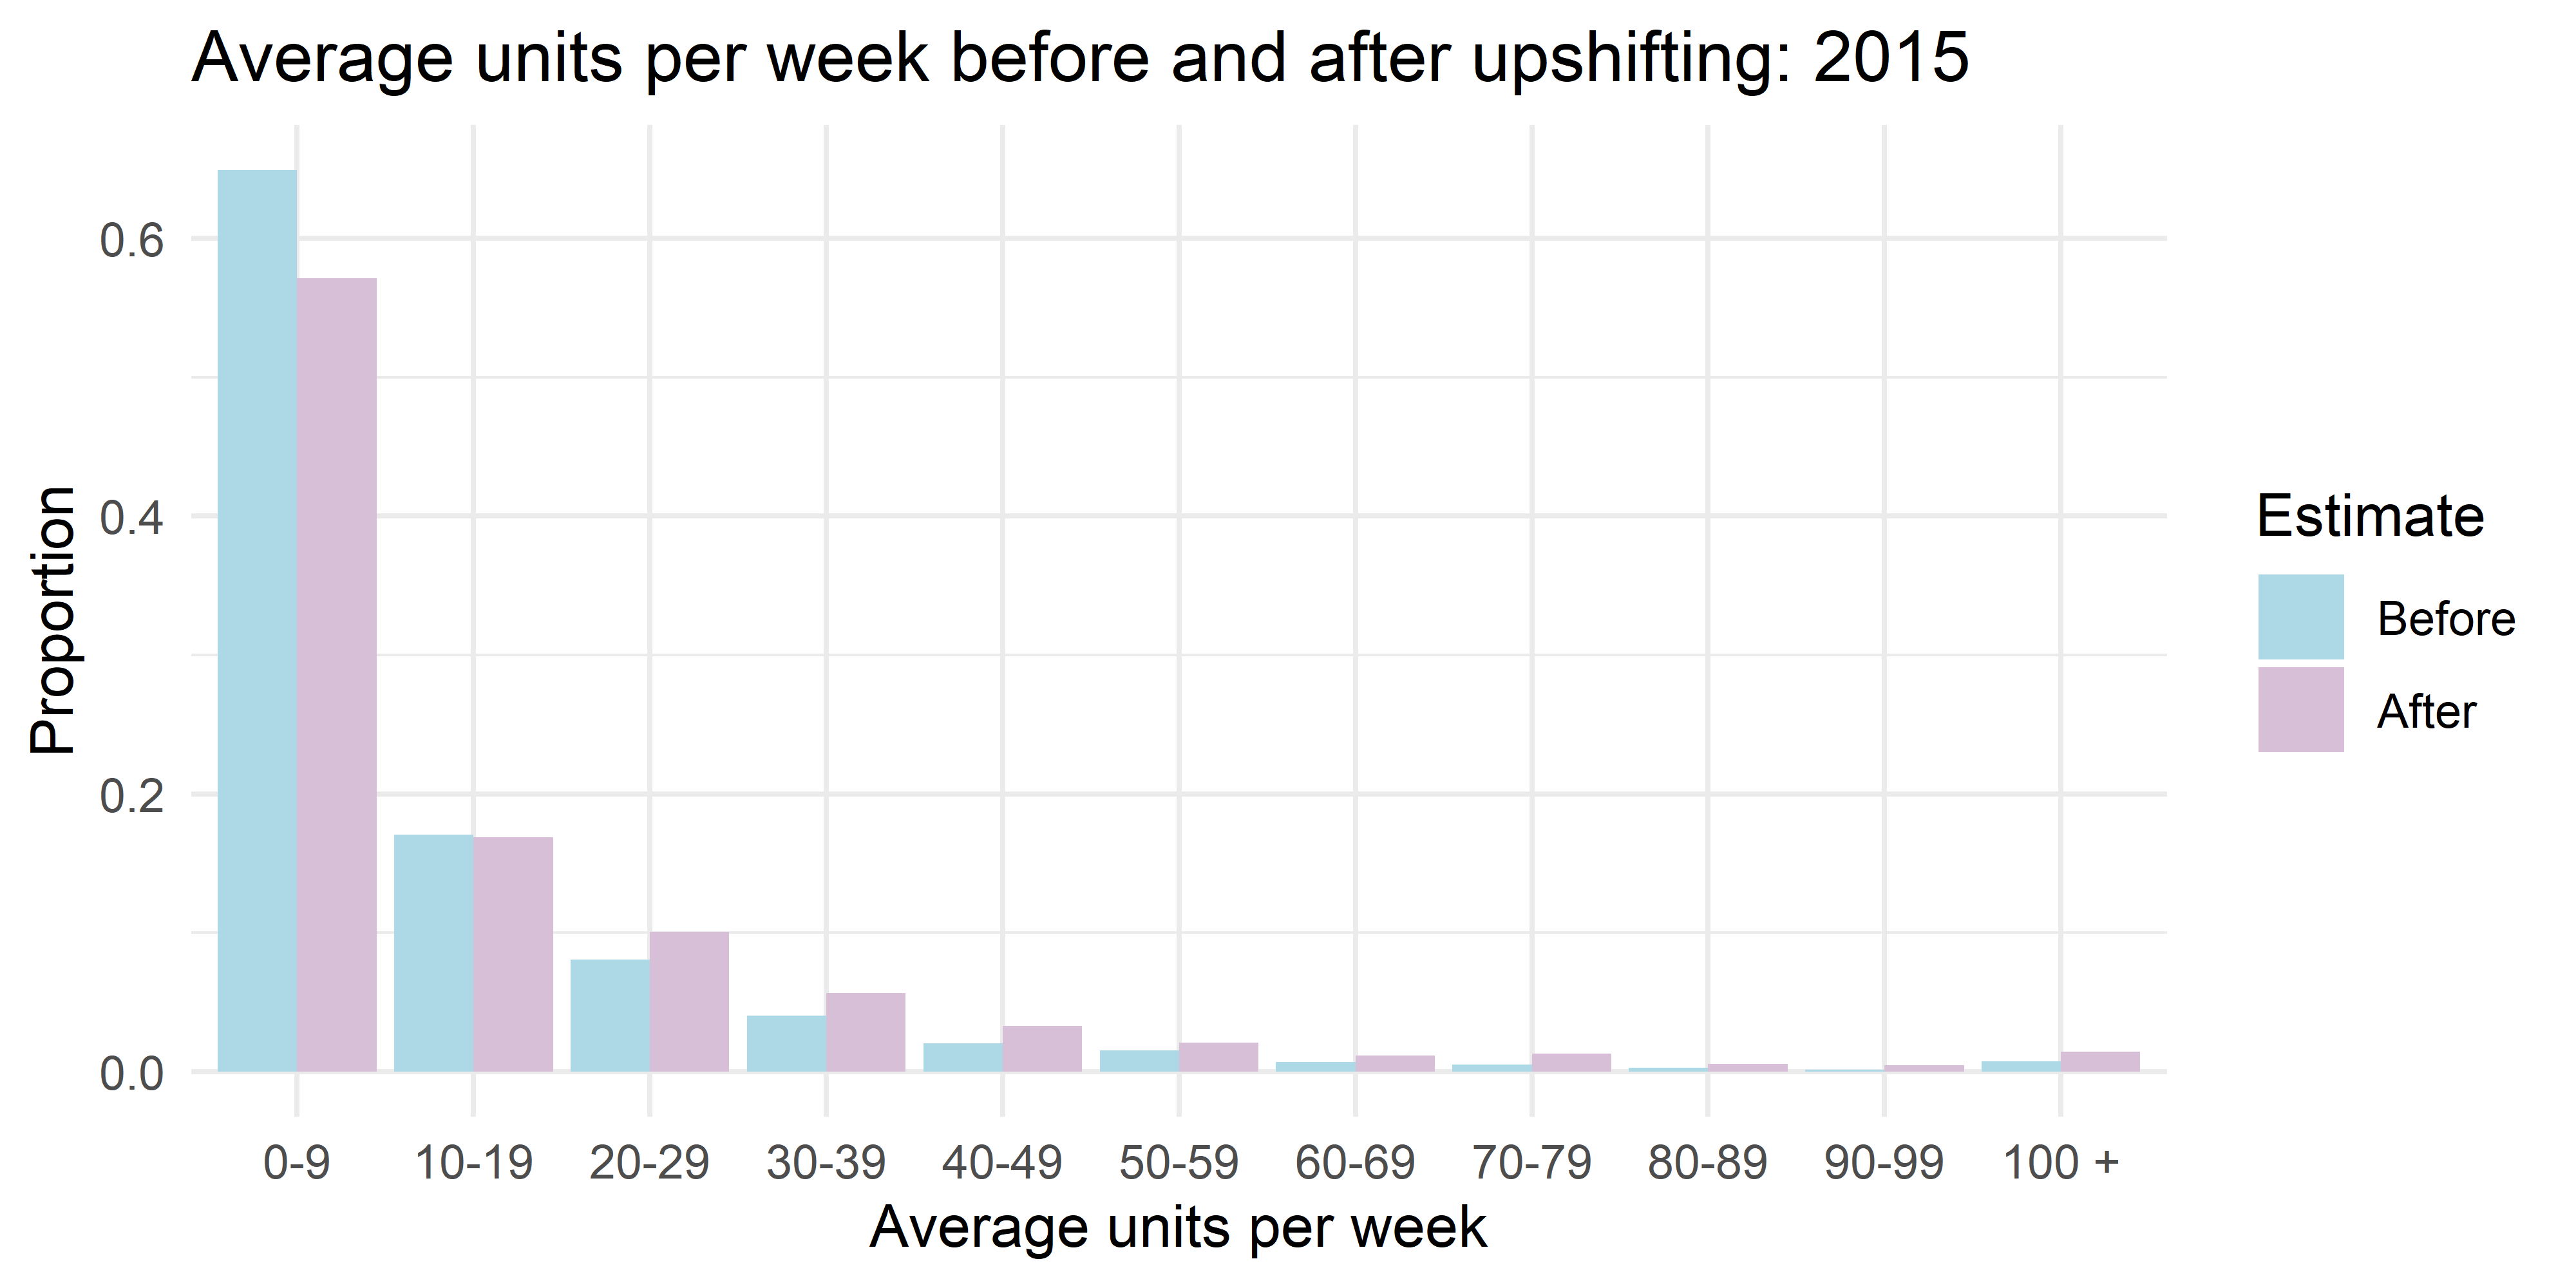 Average units per week before and after upshifting: 2015
Proportion
0.6
0.4
0.2
0.0
0-9 10-19 20-29 30-39 40-49 50-59 60-69 70-79 80-89 90-99 100 +
Average units per week
Estimate
Before
After